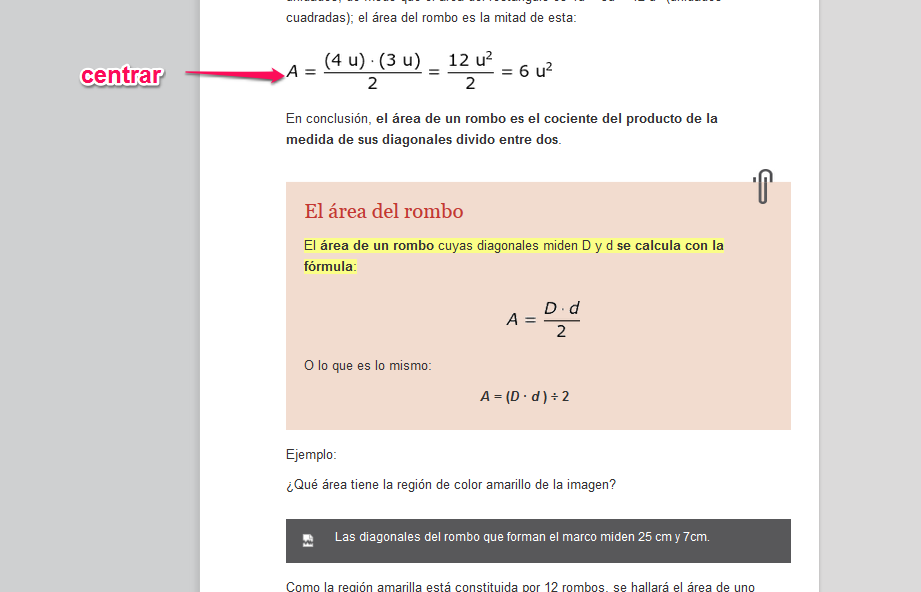 cuadradas); el área del rombo es la mitad de esta:
centrar
A = (4 u) · (3 u) / 2 = 12 u² / 2 = 6 u²
En conclusión, el área de un rombo es el cociente del producto de la
medida de sus diagonales divido entre dos.
El área del rombo
El área de un rombo cuyas diagonales miden D y d se calcula con la
fórmula:
A = D · d / 2
O lo que es lo mismo:
A = (D · d ) ÷ 2
Ejemplo:
¿Qué área tiene la región de color amarillo de la imagen?
Las diagonales del rombo que forman el marco miden 25 cm y 7cm.
Como la región amarilla está constituida por 12 rombos, se hallará el área de uno